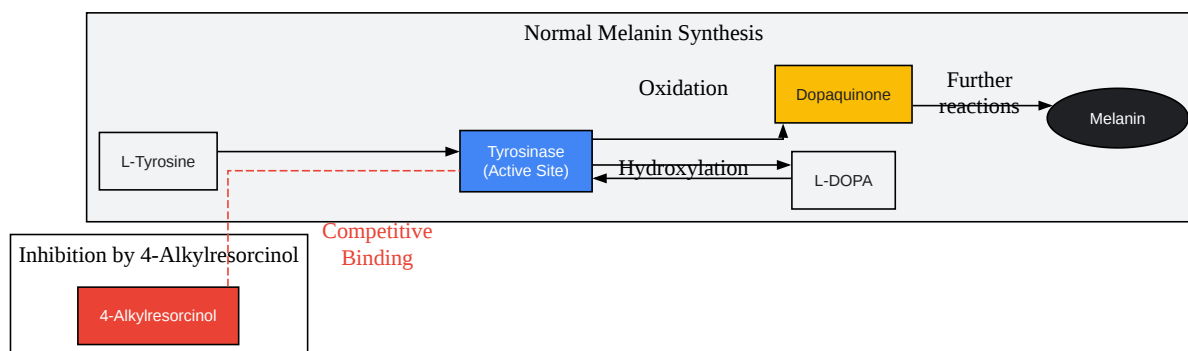 Normal Melanin Synthesis
Oxidation
Dopaquinone
Further
reactions
Melanin
L-Tyrosine
Tyrosinase
(Active Site)
Hydroxylation
L-DOPA
Competitive
Binding
Inhibition by 4-Alkylresorcinol
4-Alkylresorcinol